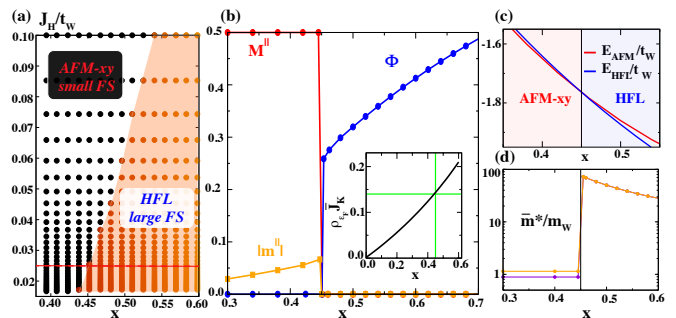 (a) J_H/t_W
0.10
0.09
0.08
0.07
0.06
0.05
0.04
0.03
0.02
AFM-xy
small FS
HFL
large FS
0.40 0.45 0.50 0.55 0.60
x
(b)
0.5
0.4
0.3
0.2
0.1
0
M^||
Φ
|m^||^|
0.3 0.4 0.5 0.6 0.7
x
0.2
0.1
0.0
ρ_{ε_F} J̄_K
0.0 0.2 0.4 0.6
x
(c)
-1.6
-1.8
E_AFM/t_W
E_HFL/t_W
AFM-xy HFL
0.4 0.5
x
(d)
100
10
1
m̄*/m_W
0.3 0.4 0.5 0.6
x